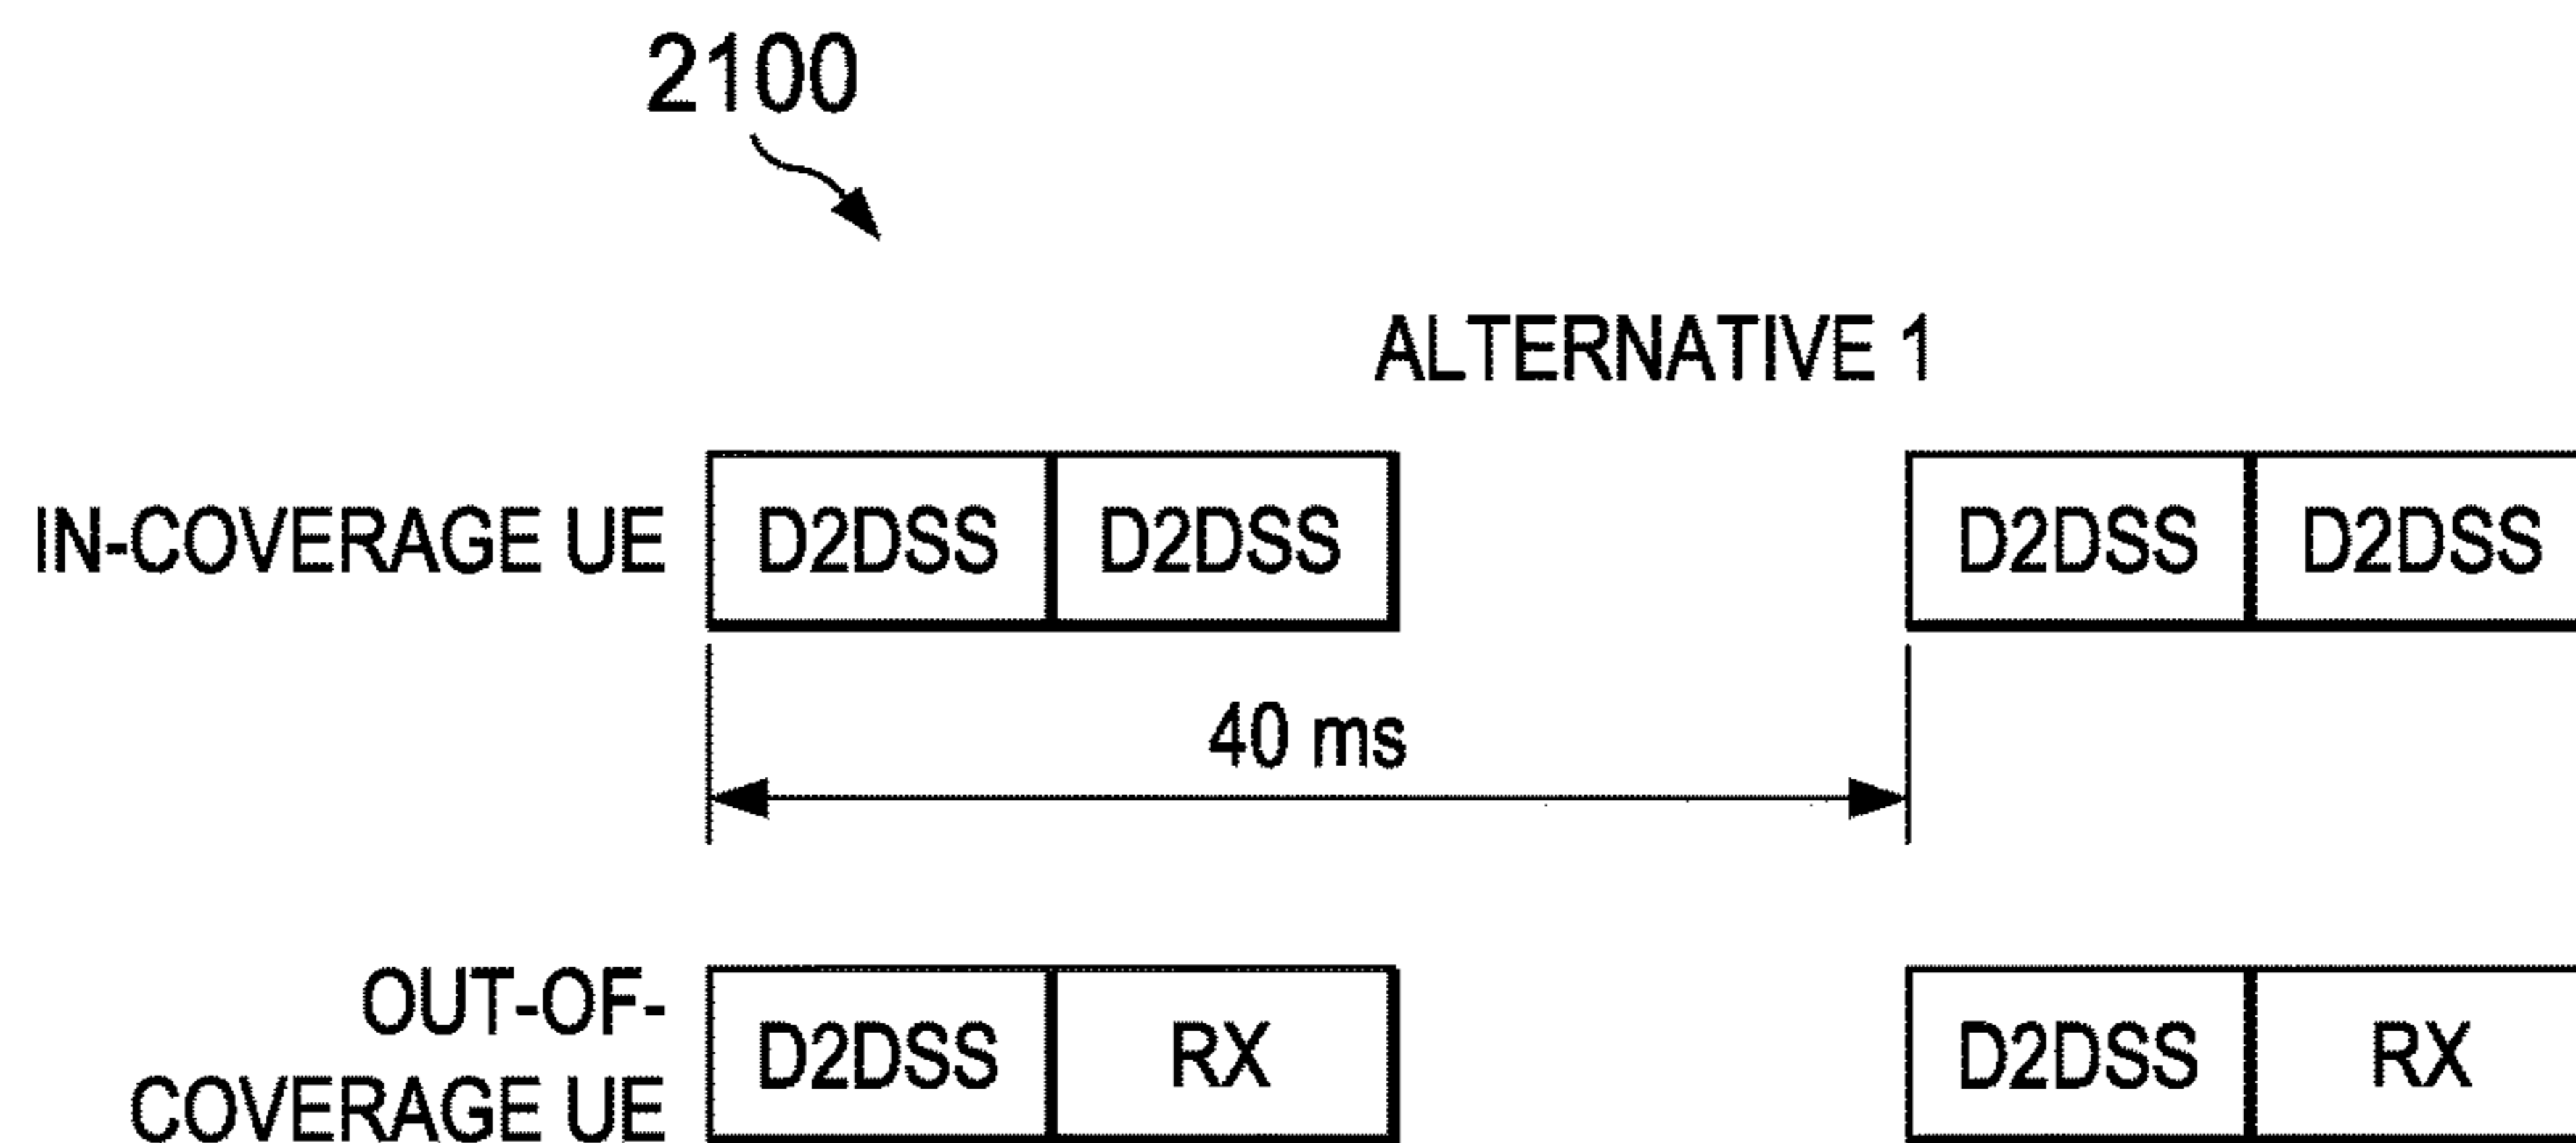 2100
ALTERNATIVE 1
IN-COVERAGE UE D2DSS D2DSS D2DSS D2DSS
40 ms
OUT-OF-
COVERAGE UE D2DSS RX D2DSS RX